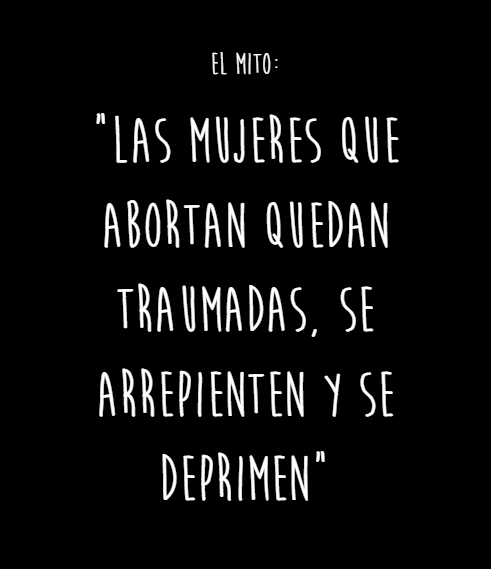 EL MITO:
"LAS MUJERES QUE
ABORTAN QUEDAN
TRAUMADAS, SE
ARREPIENTEN Y SE
DEPRIMEN"